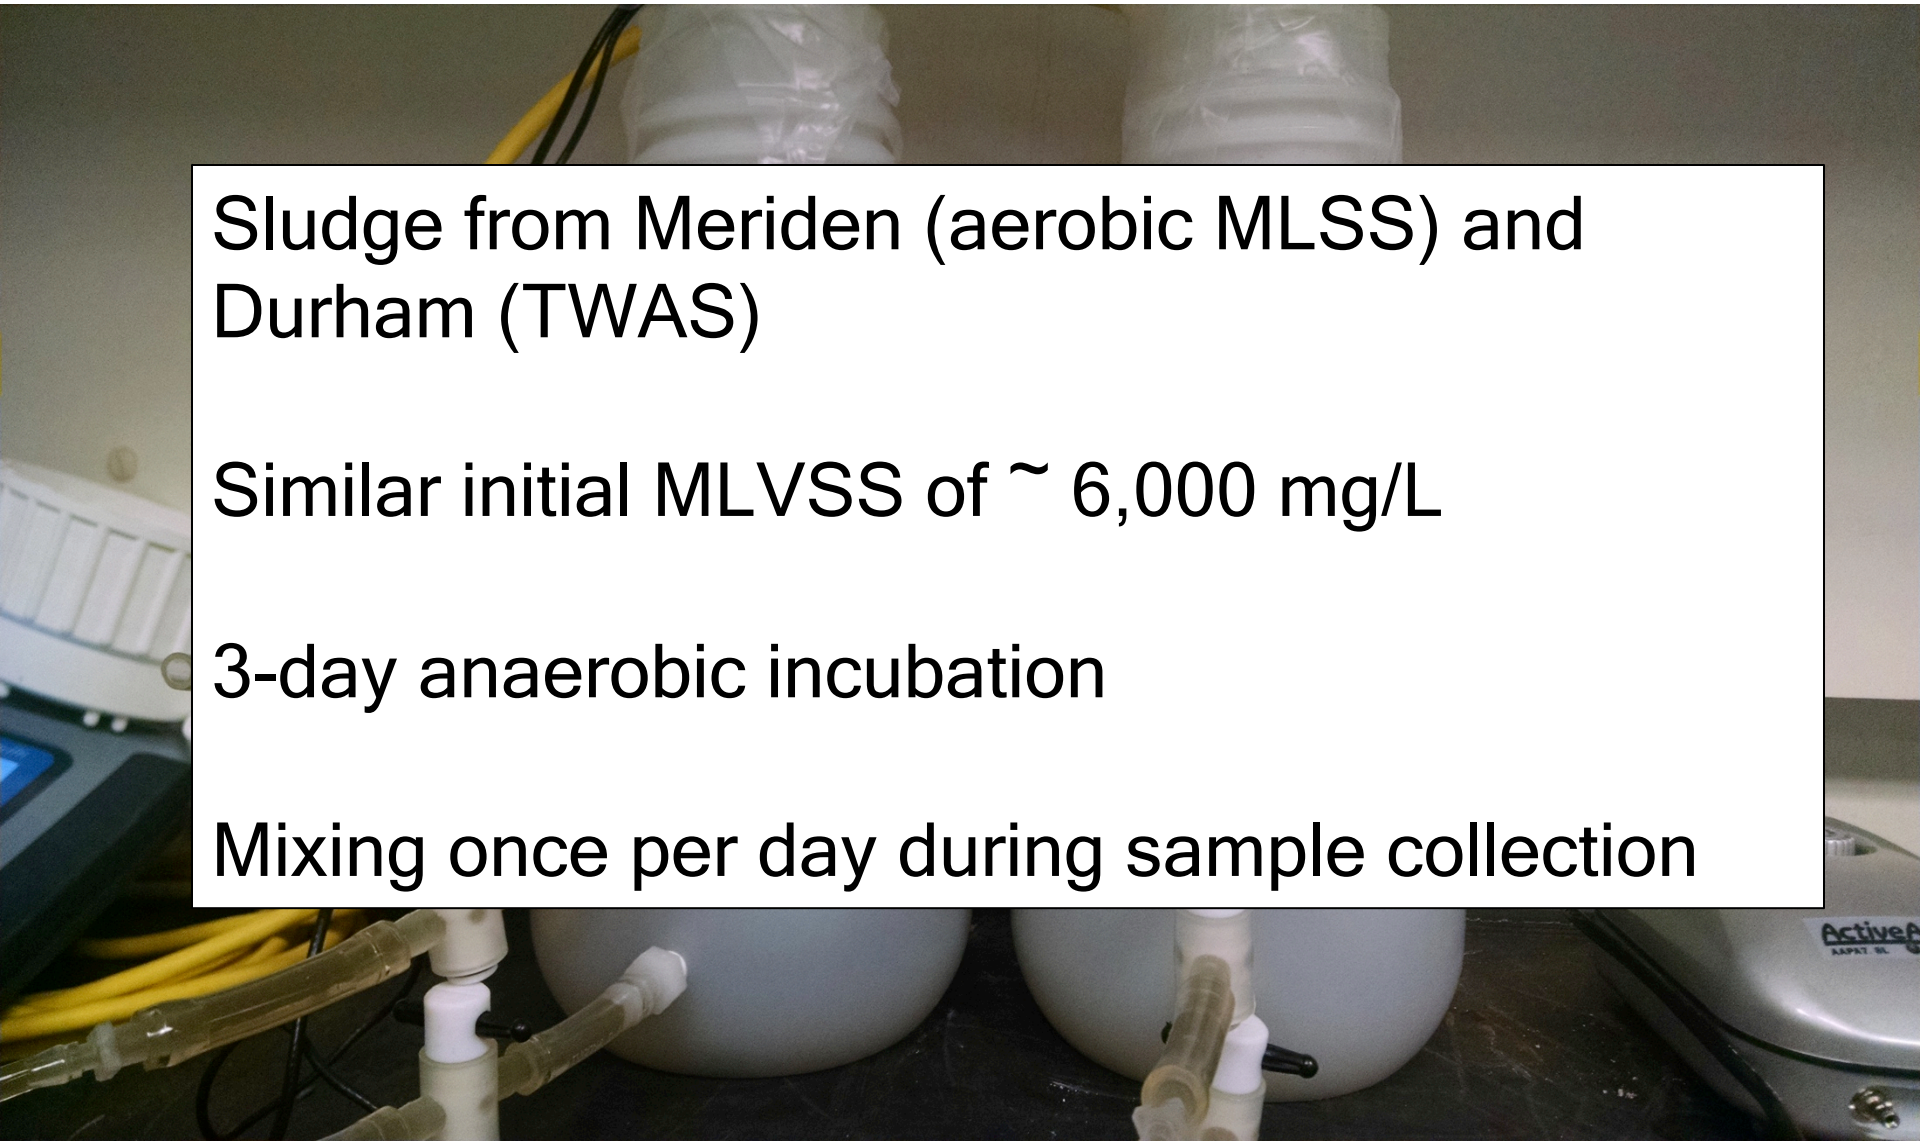 Sludge from Meriden (aerobic MLSS) and
Durham (TWAS)
Similar initial MLVSS of ~ 6,000 mg/L
3-day anaerobic incubation
Mixing once per day during sample collection